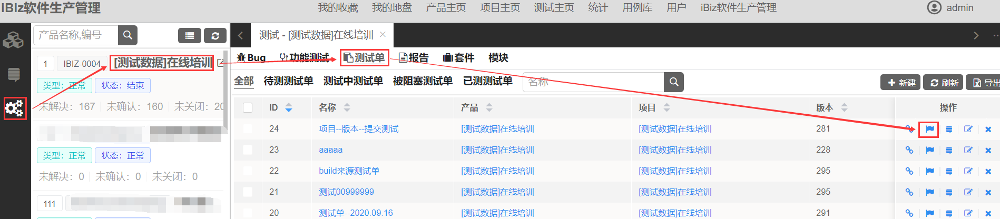 iBiz软件生产管理 我的收藏 我的地盘 产品主页 项目主页 测试主页 统计 用例库 用户 iBiz软件生产管理 admin
产品名称,编号
测试 - [测试数据]在线培训
1 IBIZ-0004 [测试数据]在线培训
类型：正常 状态：结束
未解决：167 未确认：160 未关闭：20
类型：正常 状态：正常
未解决：0 未确认：0 未关闭：0
111
Bug 功能测试 测试单 报告 套件 模块
全部 待测测试单 测试中测试单 被阻塞测试单 已测测试单 名称 新建 刷新 导出
ID 名称 产品 项目 版本 操作
24 项目--版本--提交测试 [测试数据]在线培训 [测试数据]在线培训 281
23 aaaaa [测试数据]在线培训 [测试数据]在线培训 228
22 build来源测试单 [测试数据]在线培训 [测试数据]在线培训 295
21 测试00999999 [测试数据]在线培训 [测试数据]在线培训 295
20 测试单--2020.09.16 [测试数据]在线培训 [测试数据]在线培训 291